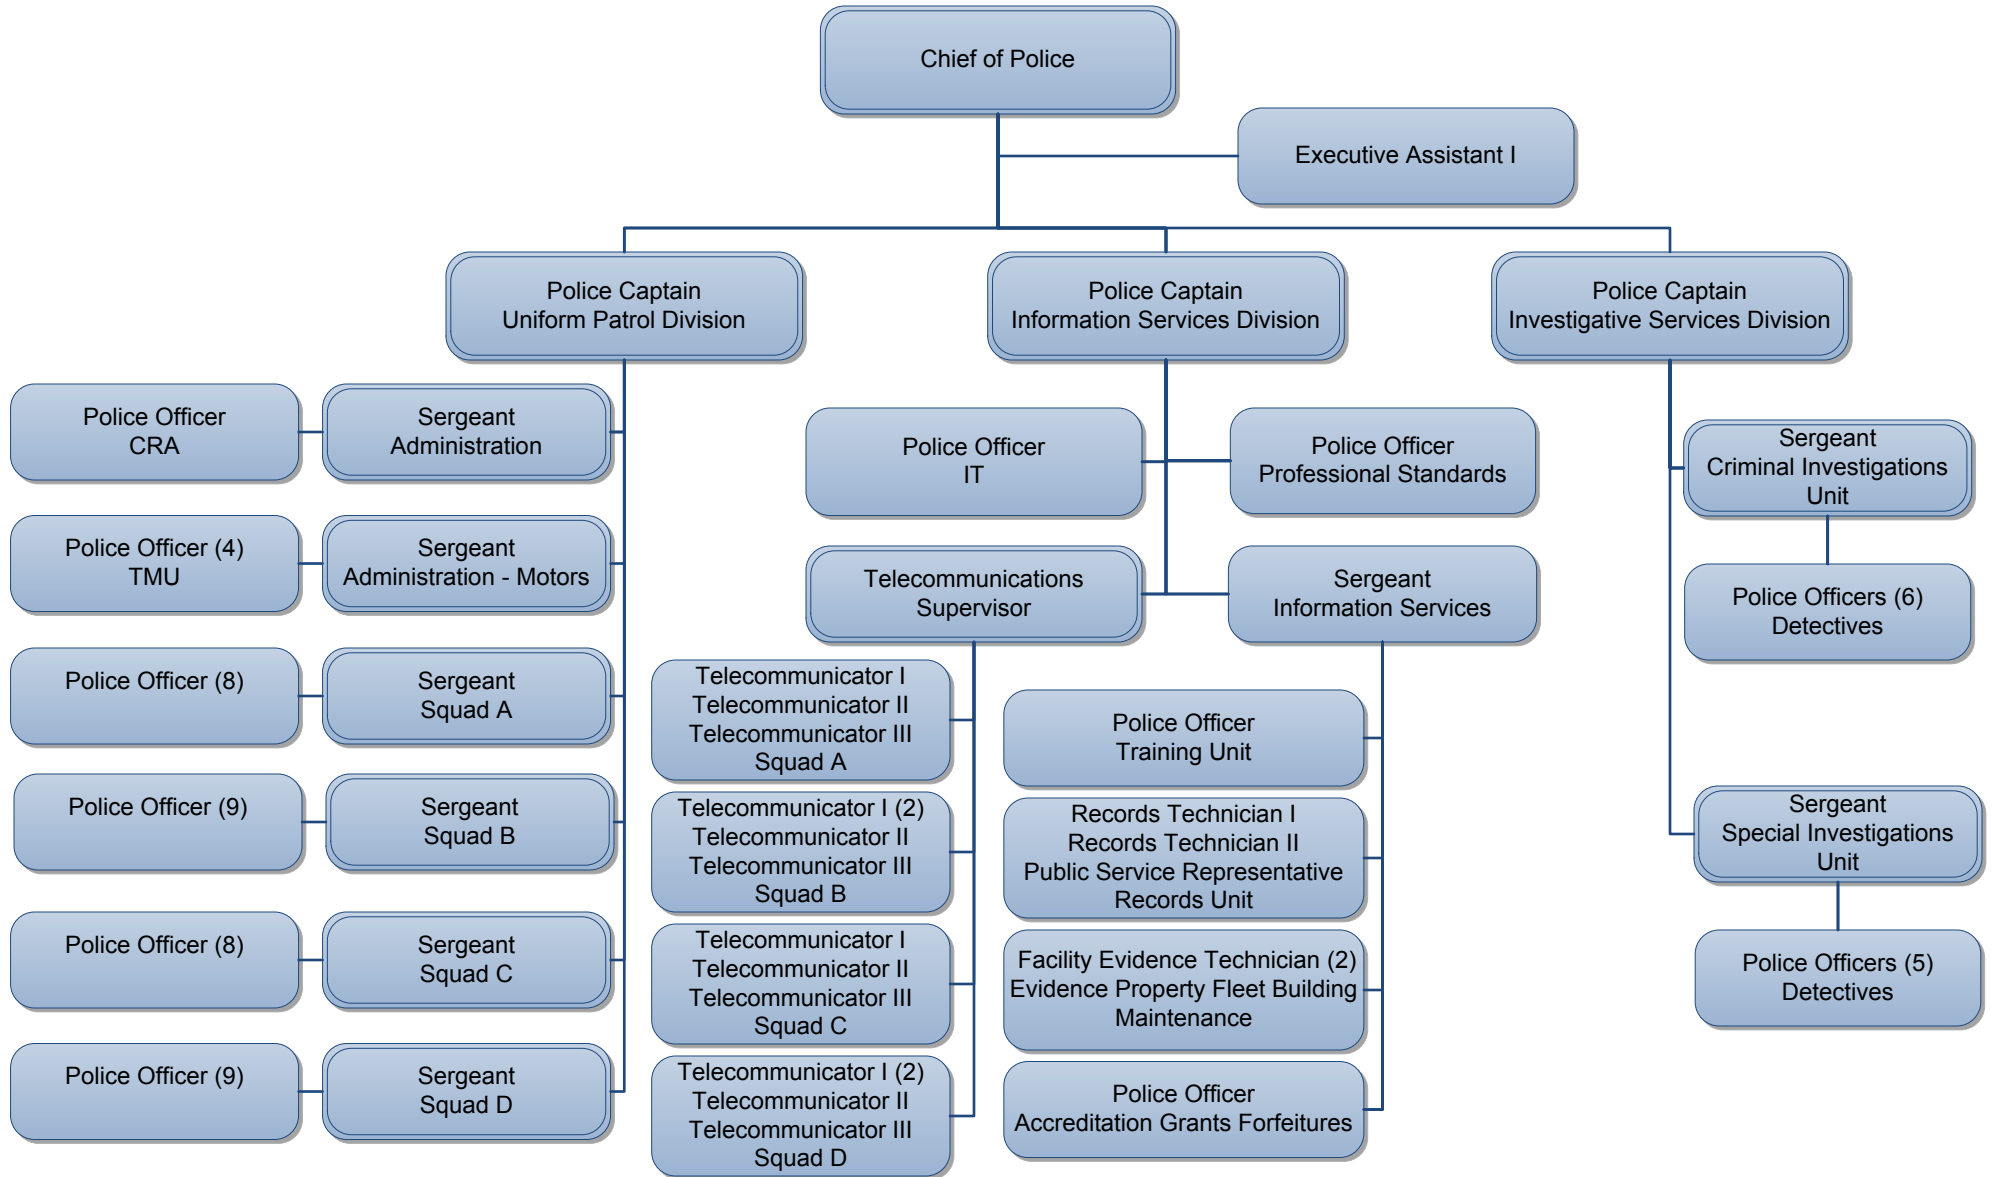 Chief of Police
Executive Assistant I
Police Captain
Uniform Patrol Division
Police Captain
Information Services Division
Police Captain
Investigative Services Division
Police Officer
CRA
Sergeant
Administration
Police Officer (4)
TMU
Sergeant
Administration - Motors
Police Officer (8)
Sergeant
Squad A
Police Officer (9)
Sergeant
Squad B
Police Officer (8)
Sergeant
Squad C
Police Officer (9)
Sergeant
Squad D
Police Officer
IT
Police Officer
Professional Standards
Telecommunications
Supervisor
Sergeant
Information Services
Telecommunicator I
Telecommunicator II
Telecommunicator III
Squad A
Telecommunicator I (2)
Telecommunicator II
Telecommunicator III
Squad B
Telecommunicator I
Telecommunicator II
Telecommunicator III
Squad C
Telecommunicator I (2)
Telecommunicator II
Telecommunicator III
Squad D
Police Officer
Training Unit
Records Technician I
Records Technician II
Public Service Representative
Records Unit
Facility Evidence Technician (2)
Evidence Property Fleet Building
Maintenance
Police Officer
Accreditation Grants Forfeitures
Sergeant
Criminal Investigations
Unit
Police Officers (6)
Detectives
Sergeant
Special Investigations
Unit
Police Officers (5)
Detectives